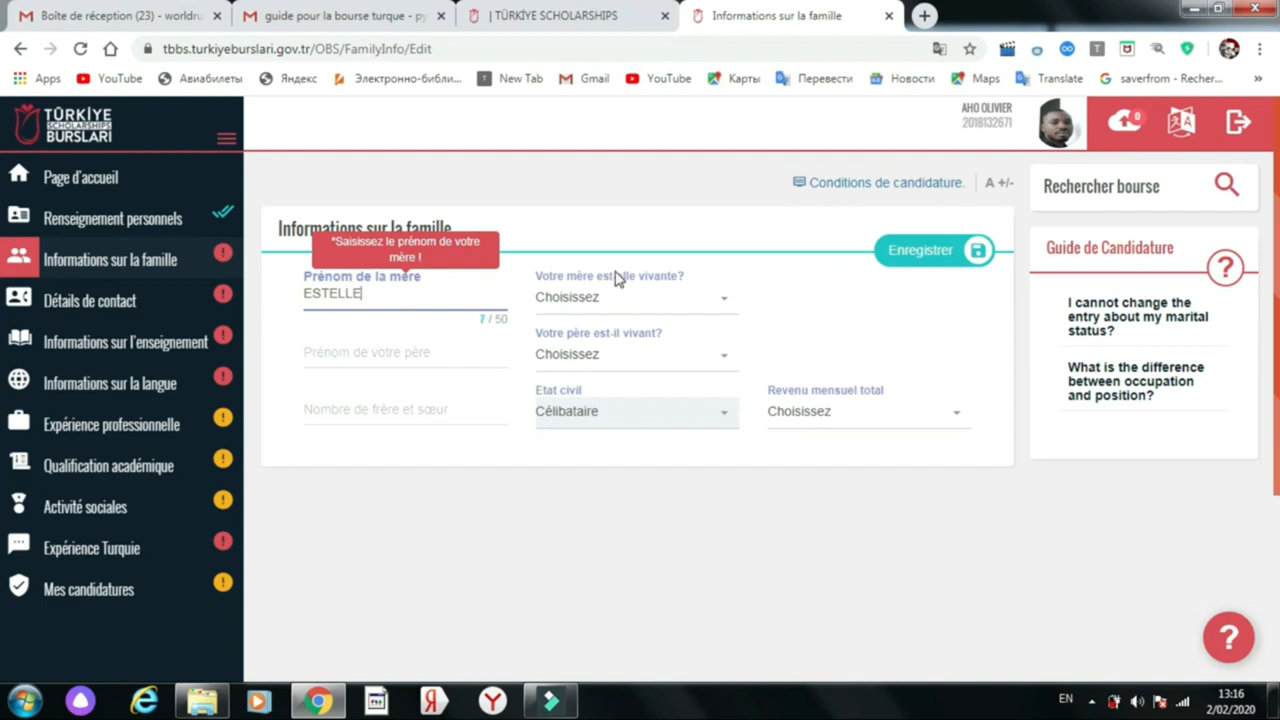 Boîte de réception (23) - worldru
guide pour la bourse turque - py
| TÜRKİYE SCHOLARSHIPS
Informations sur la famille
tbbs.turkiyeburslari.gov.tr/OBS/FamilyInfo/Edit
Apps
YouTube
Авиабилеты
Яндекс
Электронно-библи...
New Tab
Gmail
YouTube
Карты
Перевести
Новости
Maps
Translate
saverfrom - Recher...
»
TÜRKİYE
SCHOLARSHIPS
BURSLARI
AHO OLIVIER
2018132671
0
Page d'accueil
Renseignement personnels
Informations sur la famille
Détails de contact
Informations sur l'enseignement
Informations sur la langue
Expérience professionnelle
Qualification académique
Activité sociales
Expérience Turquie
Mes candidatures
Conditions de candidature.
A +/-
Informations sur la famille
*Saisissez le prénom de votre
mère !
Enregistrer
Prénom de la mère
ESTELLE
7 / 50
Votre mère est-elle vivante?
Choisissez
Prénom de votre père
Votre père est-il vivant?
Choisissez
Nombre de frère et sœur
Etat civil
Célibataire
Revenu mensuel total
Choisissez
Rechercher bourse
Guide de Candidature
?
I cannot change the
entry about my marital
status?
What is the difference
between occupation
and position?
?
EN
13:16
2/02/2020